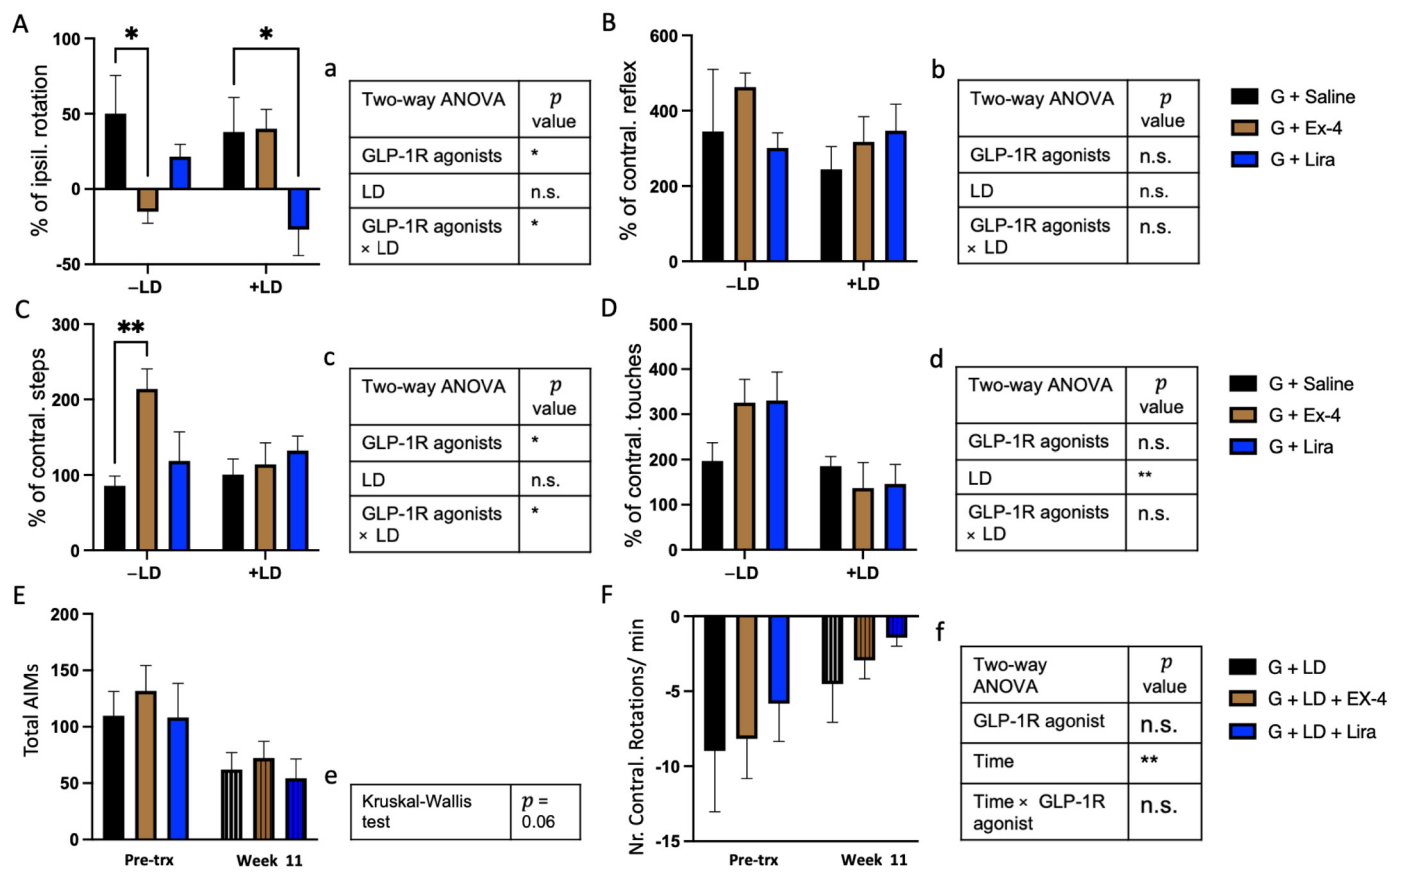 A
100
50
0
-50
% of ipsil. rotation
*
*
–LD
+LD
a
Two-way ANOVA
p
value
GLP-1R agonists
*
LD
n.s.
GLP-1R agonists
× LD
*
B
600
400
200
0
% of contral. reflex
–LD
+LD
b
Two-way ANOVA
p
value
GLP-1R agonists
n.s.
LD
n.s.
GLP-1R agonists
× LD
n.s.
G + Saline
G + Ex-4
G + Lira
C
300
200
100
0
% of contral. steps
**
–LD
+LD
c
Two-way ANOVA
p
value
GLP-1R agonists
*
LD
n.s.
GLP-1R agonists
× LD
*
D
500
400
300
200
100
0
% of contral. touches
–LD
+LD
d
Two-way ANOVA
p
value
GLP-1R agonists
n.s.
LD
**
GLP-1R agonists
× LD
n.s.
G + Saline
G + Ex-4
G + Lira
E
200
150
100
50
0
Total AIMs
Pre-trx
Week 11
e
Kruskal-Wallis
test
p =
0.06
F
0
-5
-10
-15
Nr. Contral. Rotations/ min
Pre-trx
Week 11
f
Two-way
ANOVA
p
value
GLP-1R agonist
n.s.
Time
**
Time × GLP-1R
agonist
n.s.
G + LD
G + LD + EX-4
G + LD + Lira